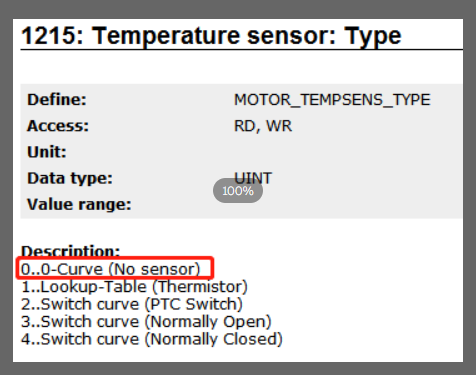 1215: Temperature sensor: Type
Define: MOTOR_TEMPSENS_TYPE
Access: RD, WR
Unit:
Data type: UINT
100%
Value range:
Description:
0..0-Curve (No sensor)
1..Lookup-Table (Thermistor)
2..Switch curve (PTC Switch)
3..Switch curve (Normally Open)
4..Switch curve (Normally Closed)